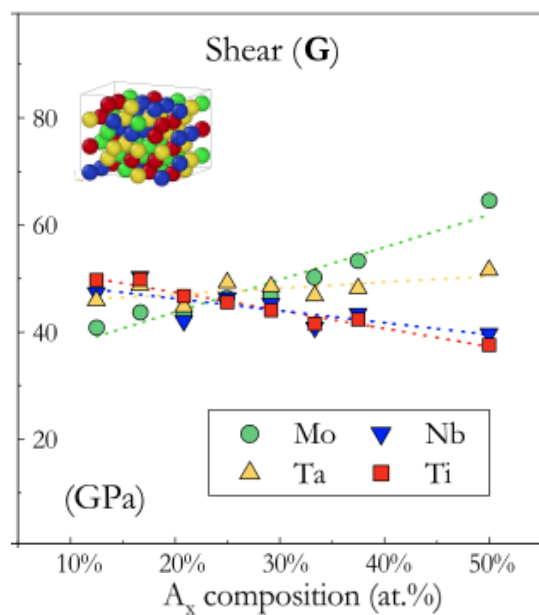 Shear (G)
80
60
40
20
Mo
Nb
Ta
Ti
(GPa)
10%
20%
30%
40%
50%
Aₓ composition (at.%)